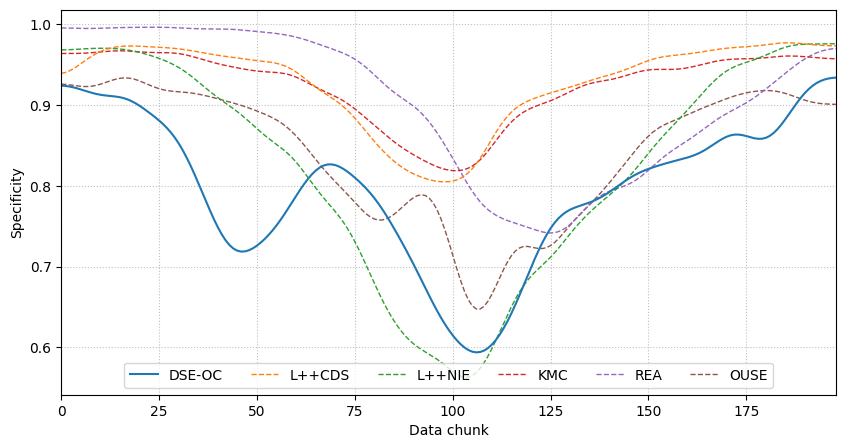 Specificity
1.0
0.9
0.8
0.7
0.6
DSE-OC L++CDS L++NIE KMC REA OUSE
0 25 50 75 100 125 150 175
Data chunk